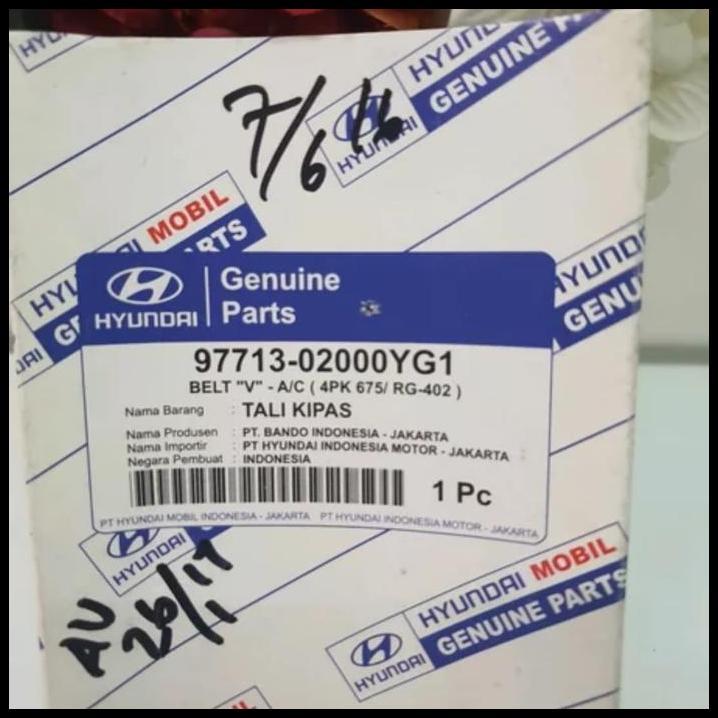 HYUNDAI
GENUINE
7/6 16
HYUNDAI
HYUNDAI MOBIL
PARTS
HYUNDAI
Genuine
Parts
97713-02000YG1
BELT "V" - A/C ( 4PK 675/ RG-402 )
Nama Barang : TALI KIPAS
Nama Produsen : PT. BANDO INDONESIA - JAKARTA
Nama Importir : PT HYUNDAI INDONESIA MOTOR - JAKARTA
Negara Pembuat : INDONESIA
1 Pc
PT HYUNDAI MOBIL INDONESIA - JAKARTA PT HYUNDAI INDONESIA MOTOR - JAKARTA
HYUNDAI
GENU
HYUNDAI
AU
HYUNDAI MOBIL
HYUNDAI GENUINE PARTS